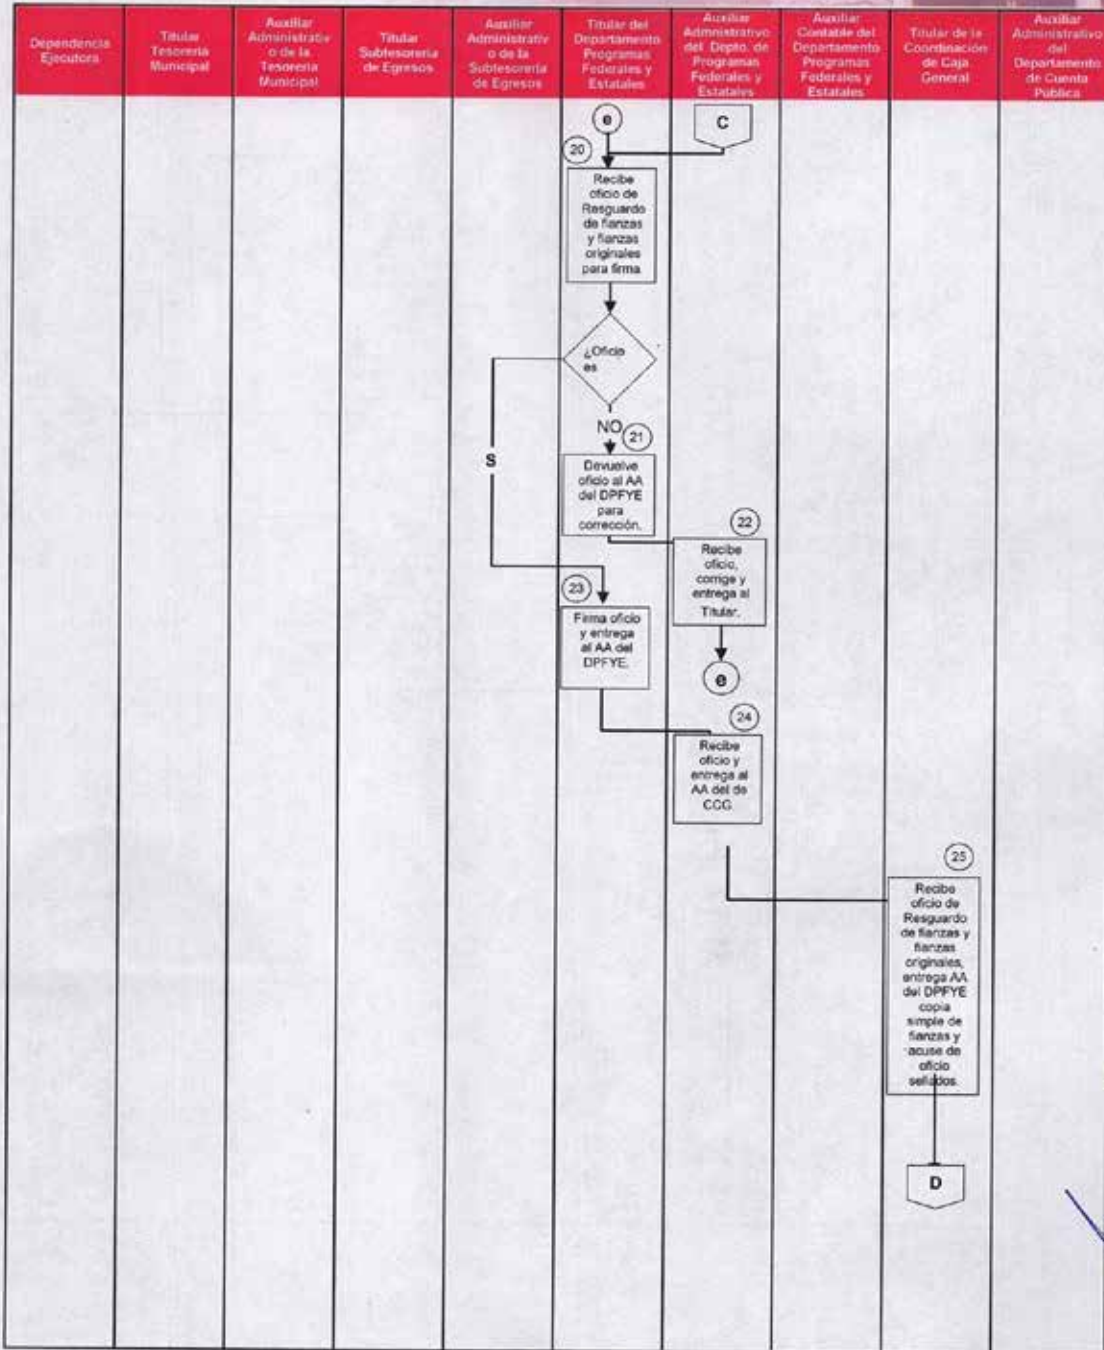 Dependencia
Ejecutora
Titular
Tesorería
Municipal
Auxiliar
Administrativ
o de la
Tesorería
Municipal
Titular
Subtesorería
de Egresos
Auxiliar
Administrativ
o de la
Subtesorería
de Egresos
Titular del
Departamento
Programas
Federales y
Estatales
Auxiliar
Administrativo
del Depto. de
Programas
Federales y
Estatales
Auxiliar
Contable del
Departamento
Programas
Federales y
Estatales
Titular de la
Coordinación
de Caja
General
Auxiliar
Administrativo
del
Departamento
de Cuenta
Pública
e
C
20
Recibe
oficio de
Resguardo
de fianzas
y fianzas
originales
para firma.
¿Oficio
es
NO
S
21
Devuelve
oficio al AA
del DPFYE
para
corrección.
22
Recibe
oficio,
corrige y
entrega al
Titular.
e
23
Firma oficio
y entrega
al AA del
DPFYE.
24
Recibe
oficio y
entrega al
AA del de
CCG
25
Recibe
oficio de
Resguardo
de fianzas y
fianzas
originales,
entrega AA
del DPFYE
copia
simple de
fianzas y
acuse de
oficio
sellados.
D